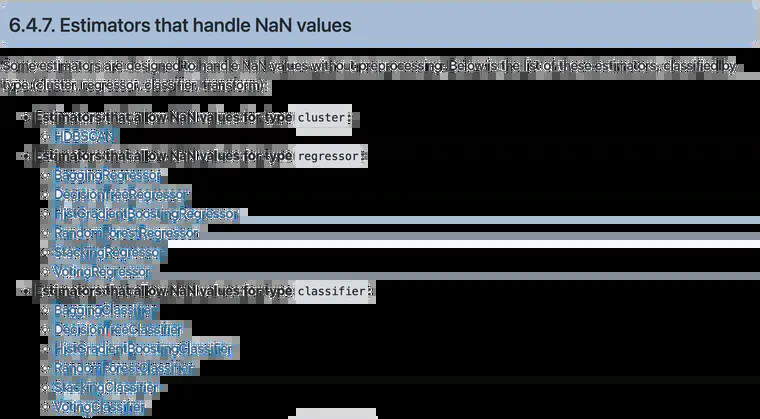 6.4.7. Estimators that handle NaN values
Some estimators are designed to handle NaN values without preprocessing. Below is the list of these estimators, classified by
type (cluster, regressor, classifier, transform):
Estimators that allow NaN values for type cluster:
HDBSCAN
Estimators that allow NaN values for type regressor:
BaggingRegressor
DecisionTreeRegressor
HistGradientBoostingRegressor
RandomForestRegressor
StackingRegressor
VotingRegressor
Estimators that allow NaN values for type classifier:
BaggingClassifier
DecisionTreeClassifier
HistGradientBoostingClassifier
RandomForestClassifier
StackingClassifier
VotingClassifier